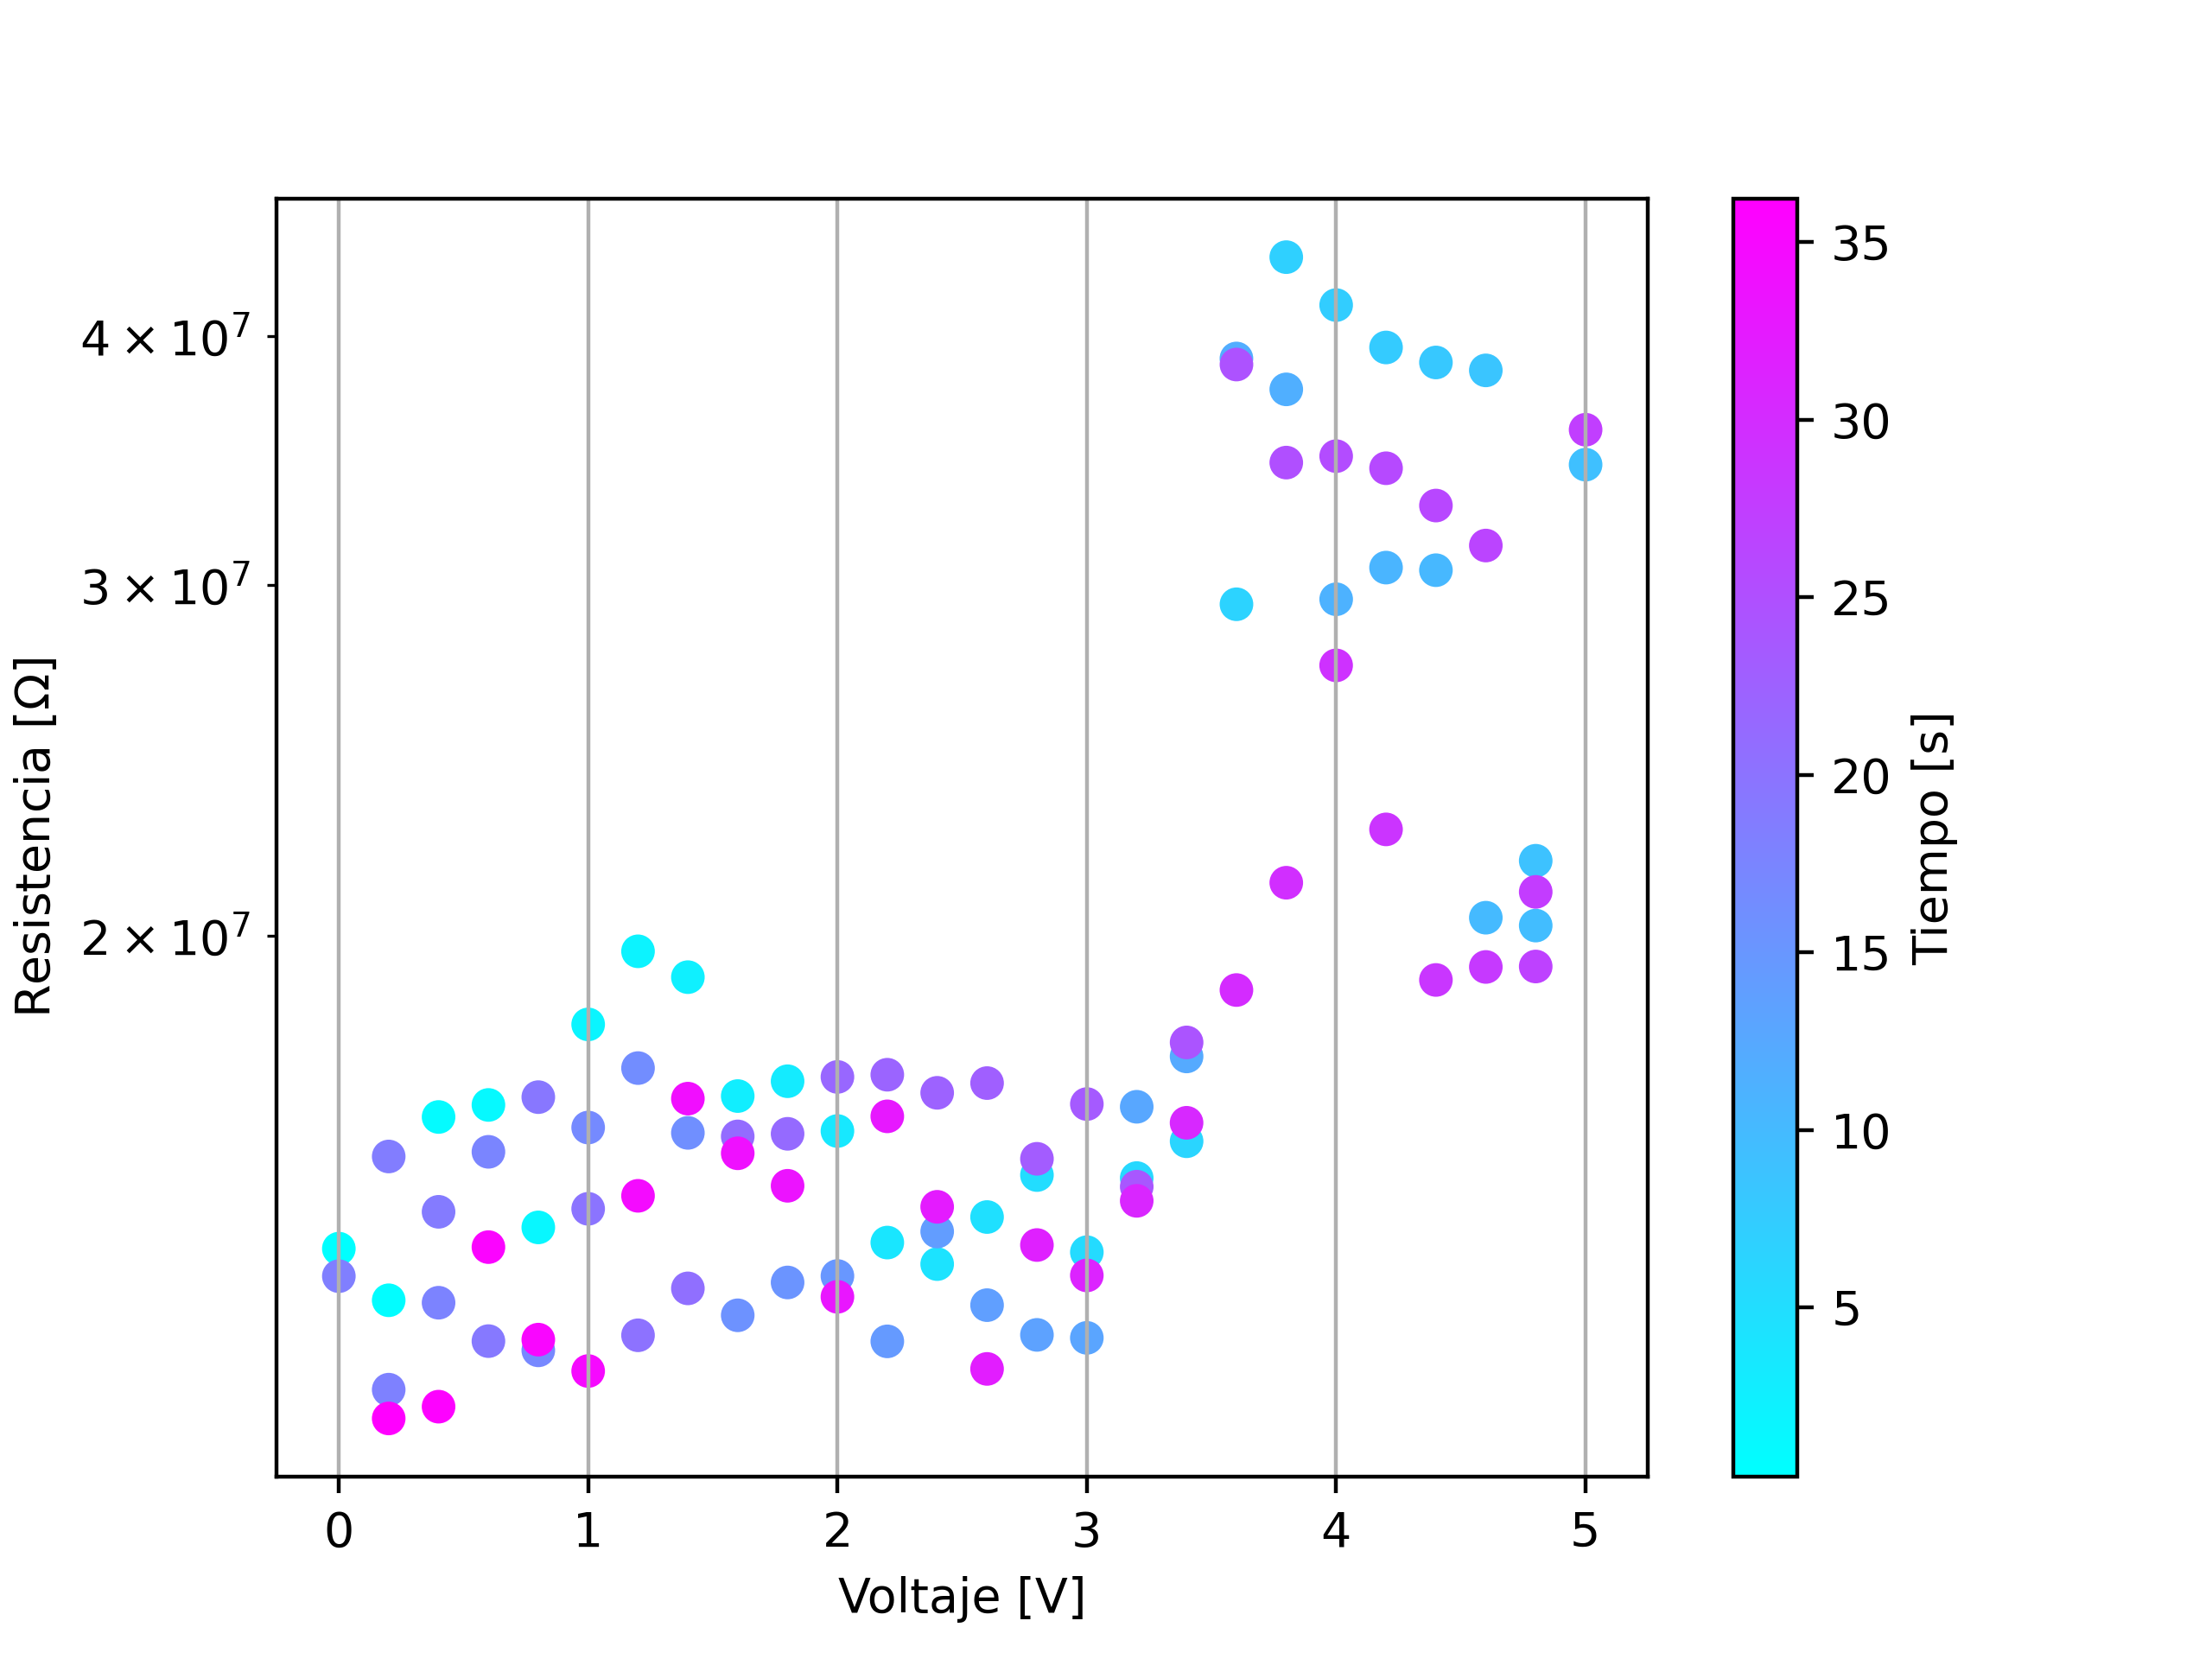 4 × 10⁷
3 × 10⁷
2 × 10⁷
Resistencia [Ω]
0 1 2 3 4 5
Voltaje [V]
35
30
25
20
15
10
5
Tiempo [s]